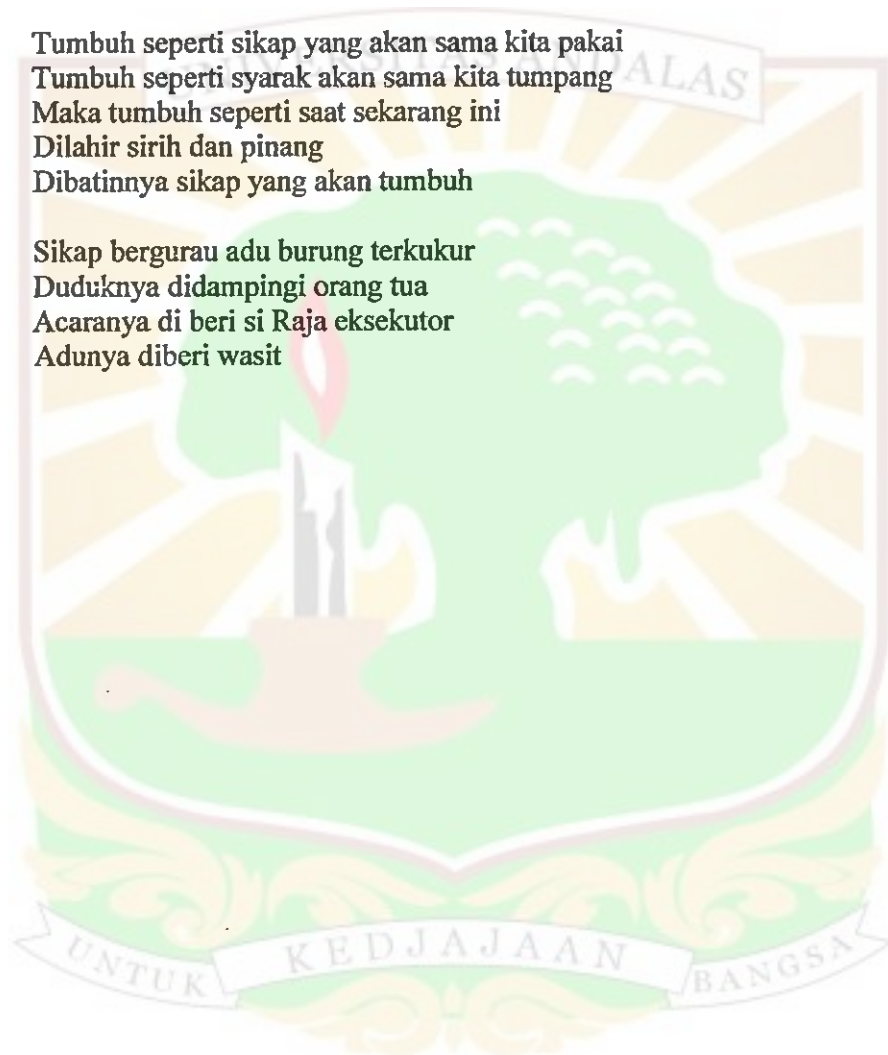 UNIVERSITAS ANDALAS
Tumbuh seperti sikap yang akan sama kita pakai
Tumbuh seperti syarak akan sama kita tumpang
Maka tumbuh seperti saat sekarang ini
Dilahir sirih dan pinang
Dibatinnya sikap yang akan tumbuh
Sikap bergurau adu burung terkukur
Duduknya didampingi orang tua
Acaranya di beri si Raja eksekutor
Adunya diberi wasit
UNTUK KEDJAJAAN BANGSA